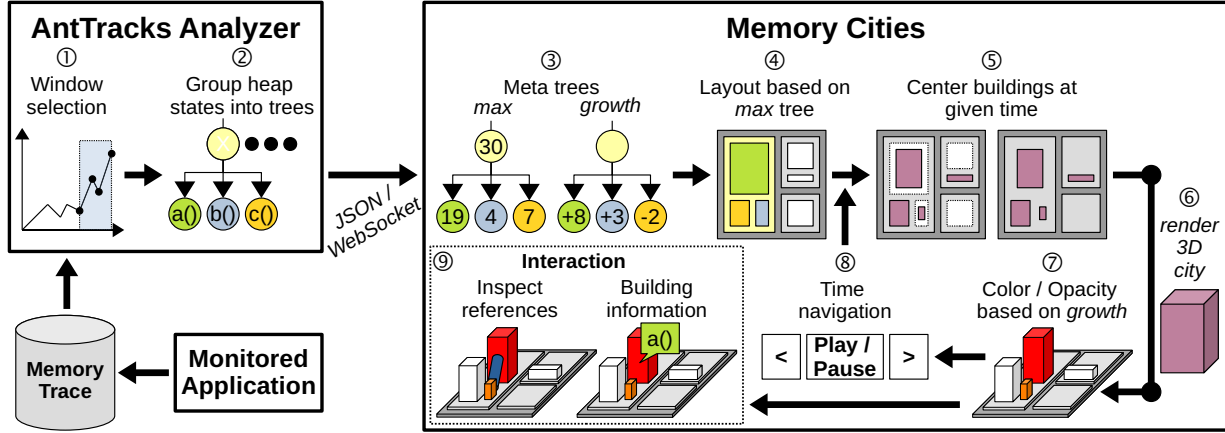 AntTracks Analyzer
①
Window
selection
②
Group heap
states into trees
X
a()
b()
c()
Memory
Trace
Monitored
Application
JSON /
WebSocket
Memory Cities
③
Meta trees
max
growth
30
19
4
7
+8
+3
-2
④
Layout based on
max tree
⑤
Center buildings at
given time
⑥
render
3D
city
⑦
Color / Opacity
based on growth
⑧
Time
navigation
<
Play /
Pause
>
⑨
Interaction
Inspect
references
Building
information
a()